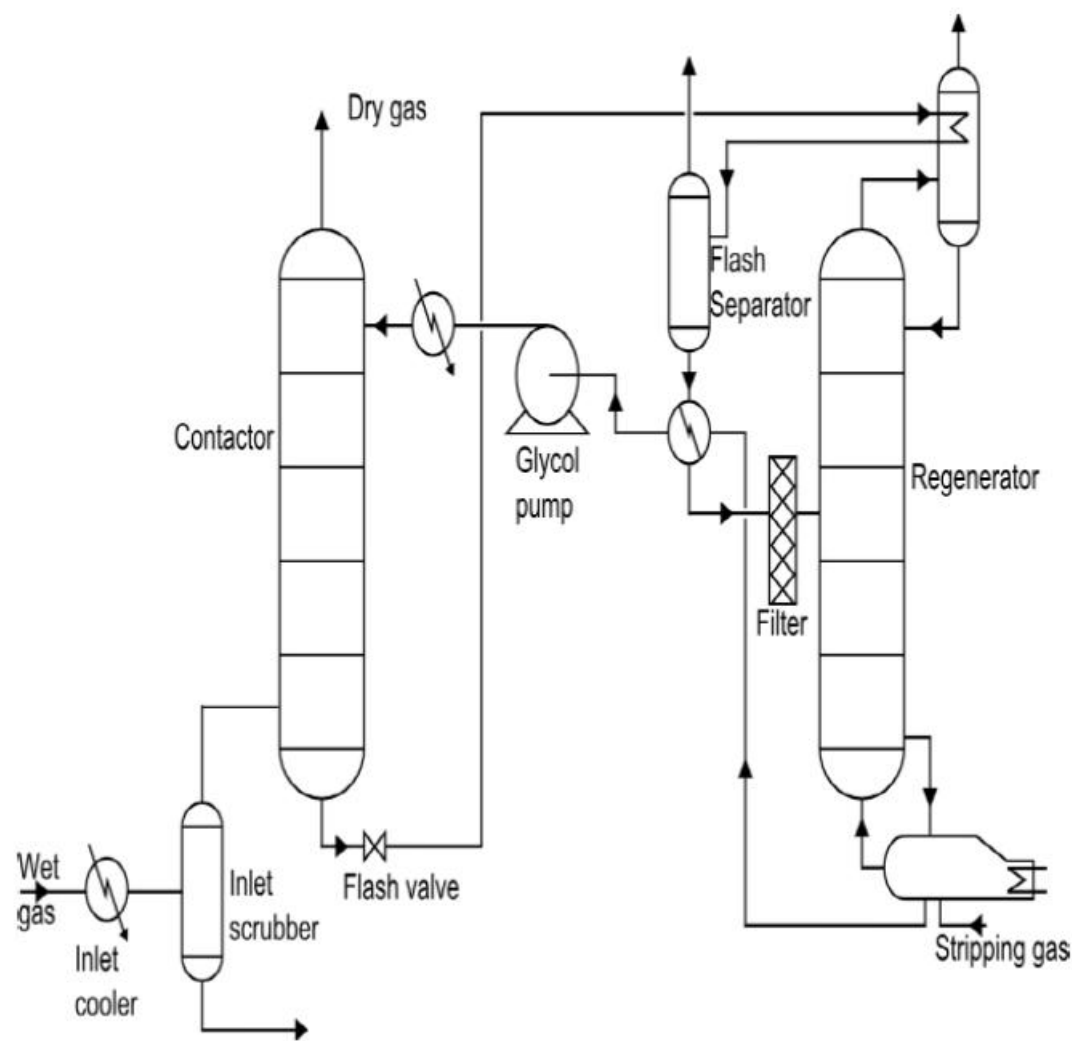 Dry gas
Flash
Separator
Contactor
Glycol
pump
Regenerator
Filter
Wet
gas
Inlet
scrubber
Flash valve
Inlet
cooler
Stripping gas